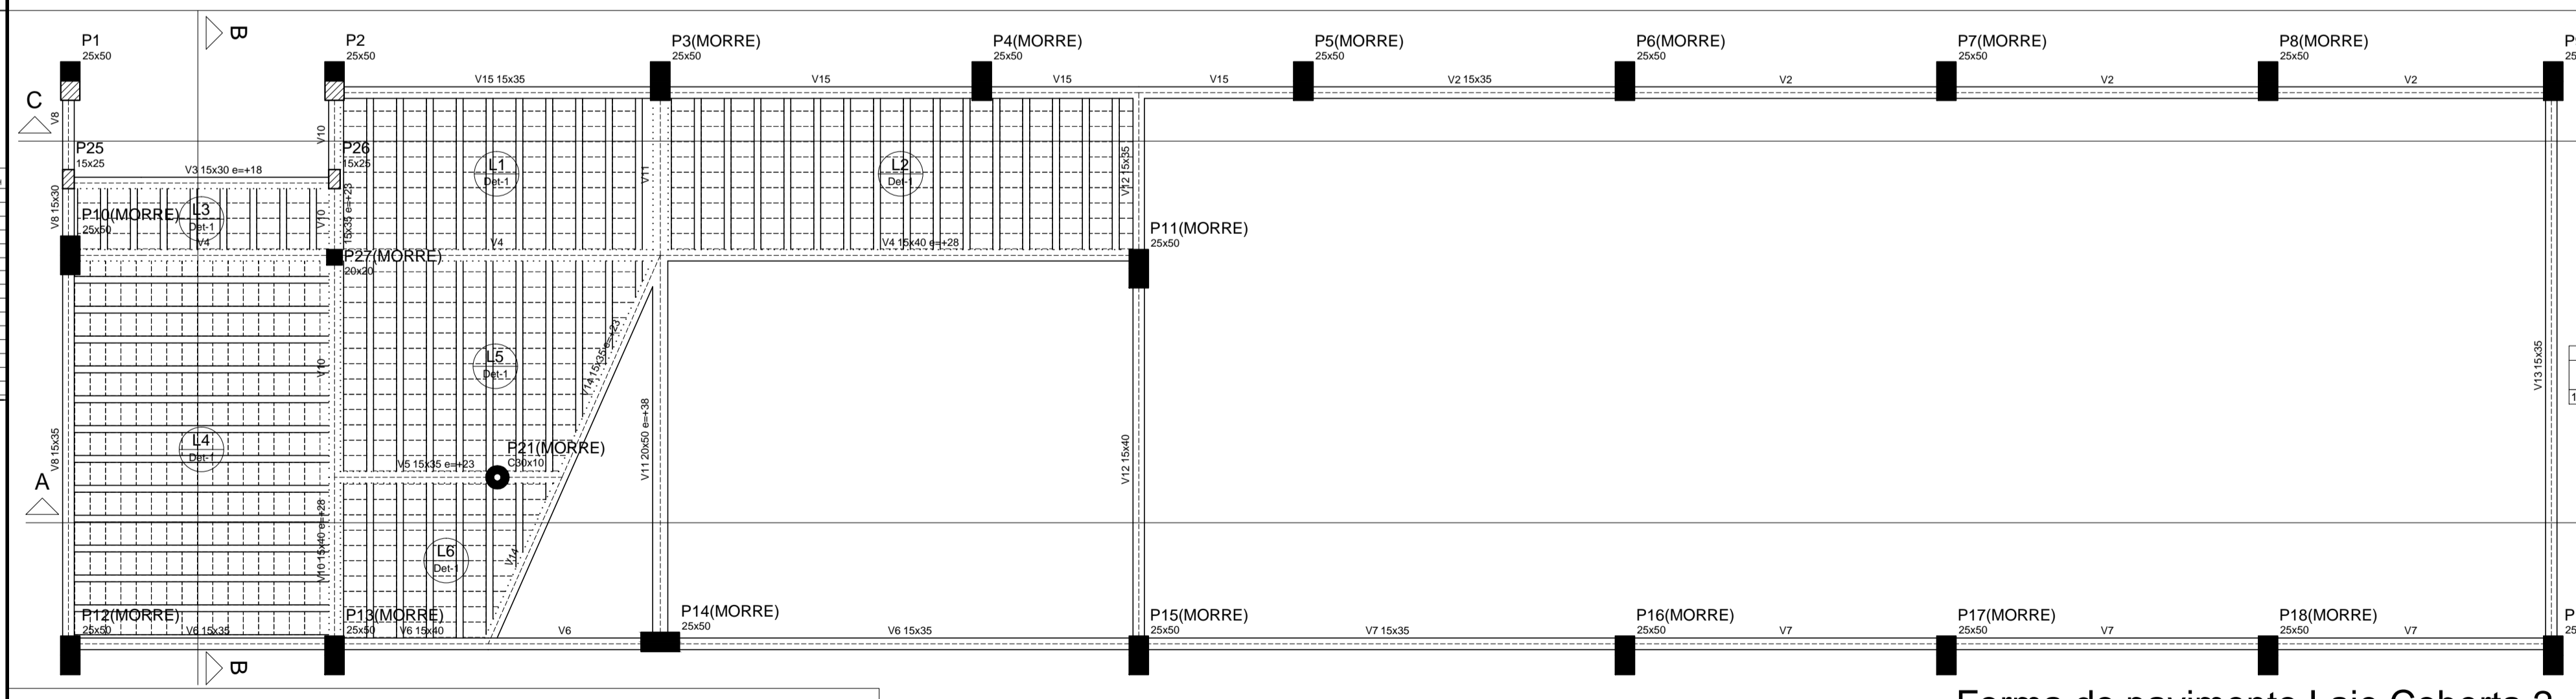 B
P1
25x50
P2
25x50
P3(MORRE)
25x50
P4(MORRE)
25x50
P5(MORRE)
25x50
P6(MORRE)
25x50
P7(MORRE)
25x50
P8(MORRE)
25x50
V15 15x35
V15
V15
V15
V2 15x35
V2
V2
V2
C
V8
V10
P25
15x25
P26
15x25
V3 15x30 e=+18
L1
Det-1
V11
L2
Det-1
V12 15x35
V8 15x30
P10(MORRE)
25x50
L3
Det-1
V10
15x35 e=+23
V4
V4
V4 15x40 e=+28
P11(MORRE)
25x50
P27(MORRE)
20x20
V10
L5
Det-1
V14 15x35 e=+23
V13 15x35
V8 15x35
L4
Det-1
V5 15x35 e=+23
P21(MORRE)
C30x10
V11 20x50 e=+38
V12 15x40
A
V10 15x40 e=+28
L6
Det-1
V14
P12(MORRE)
25x50
V6 15x35
P13(MORRE)
25x50
V6 15x40
V6
P14(MORRE)
25x50
V6 15x35
P15(MORRE)
25x50
V7 15x35
P16(MORRE)
25x50
V7
P17(MORRE)
25x50
V7
P18(MORRE)
25x50
V7
B